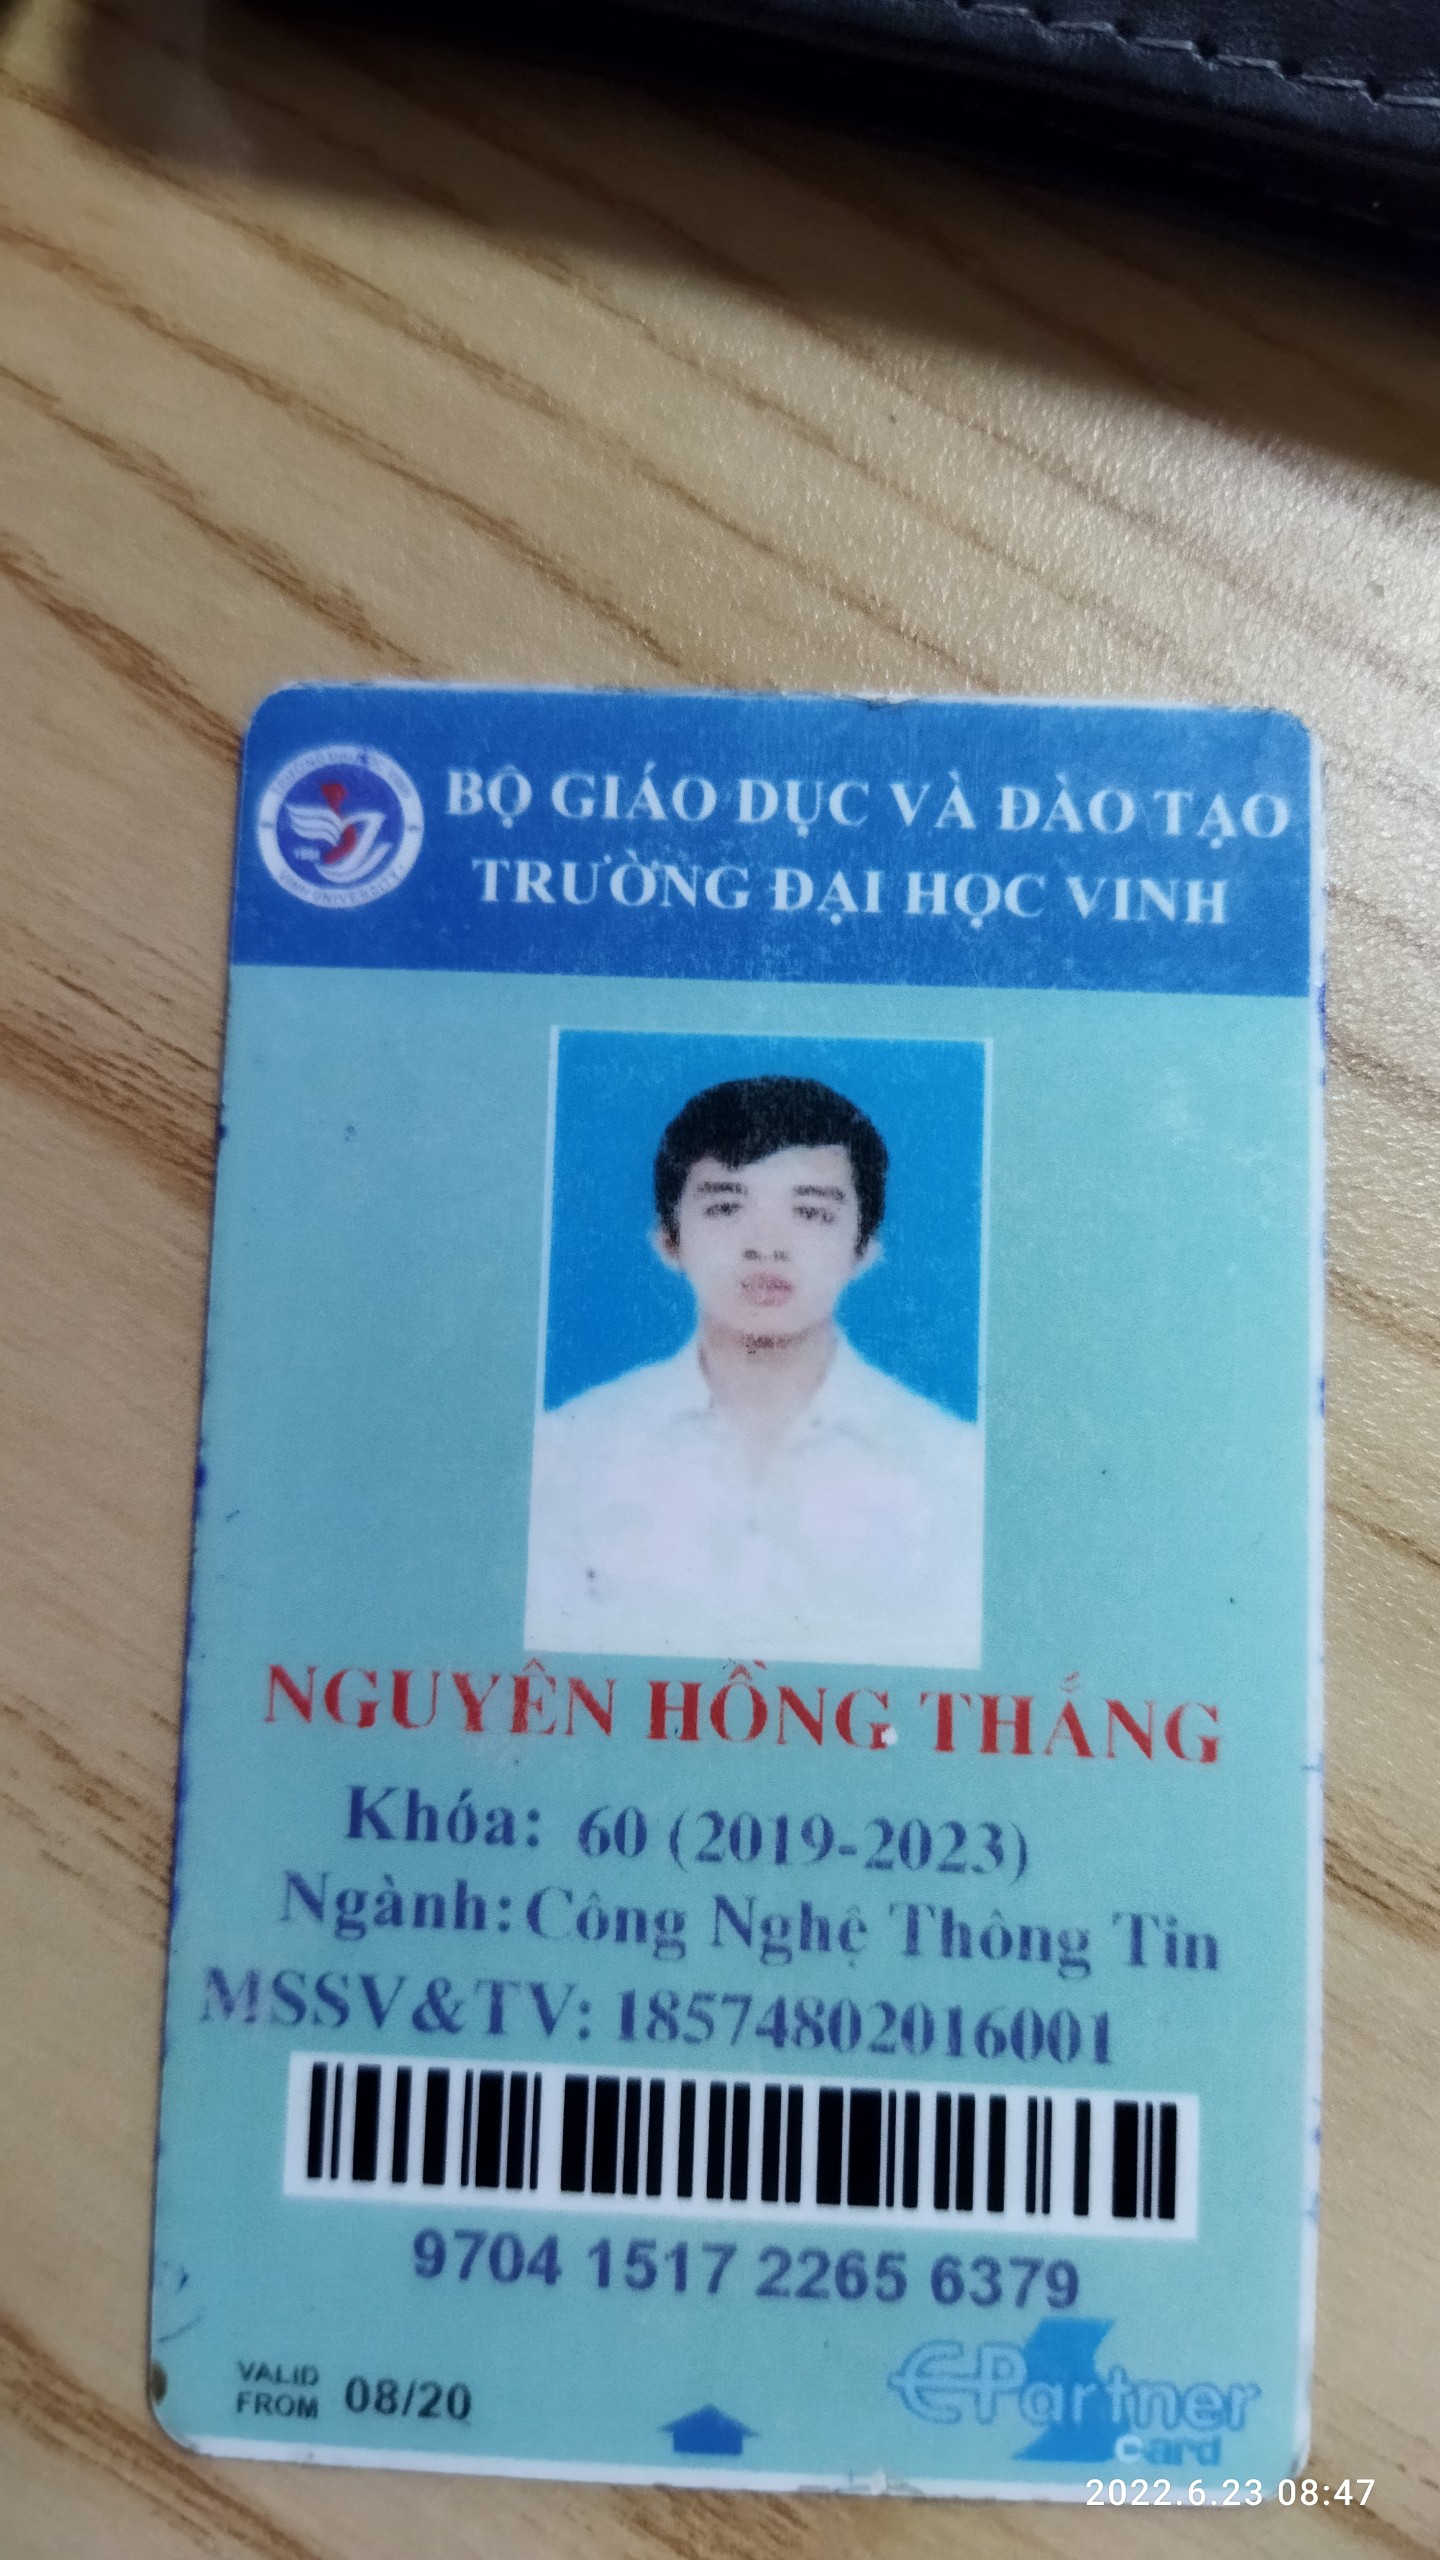 BỘ GIÁO DỤC VÀ ĐÀO TẠO
TRƯỜNG ĐẠI HỌC VINH
UNIVERSITY
NGUYÊN HỒNG THẮNG
Khóa: 60 (2019-2023)
Ngành: Công Nghệ Thông Tin
MSSV&TV: 18574802016001
9704 1517 2265 6379
VALID
FROM 08/20
EPartner
card
2022.6.23 08:47